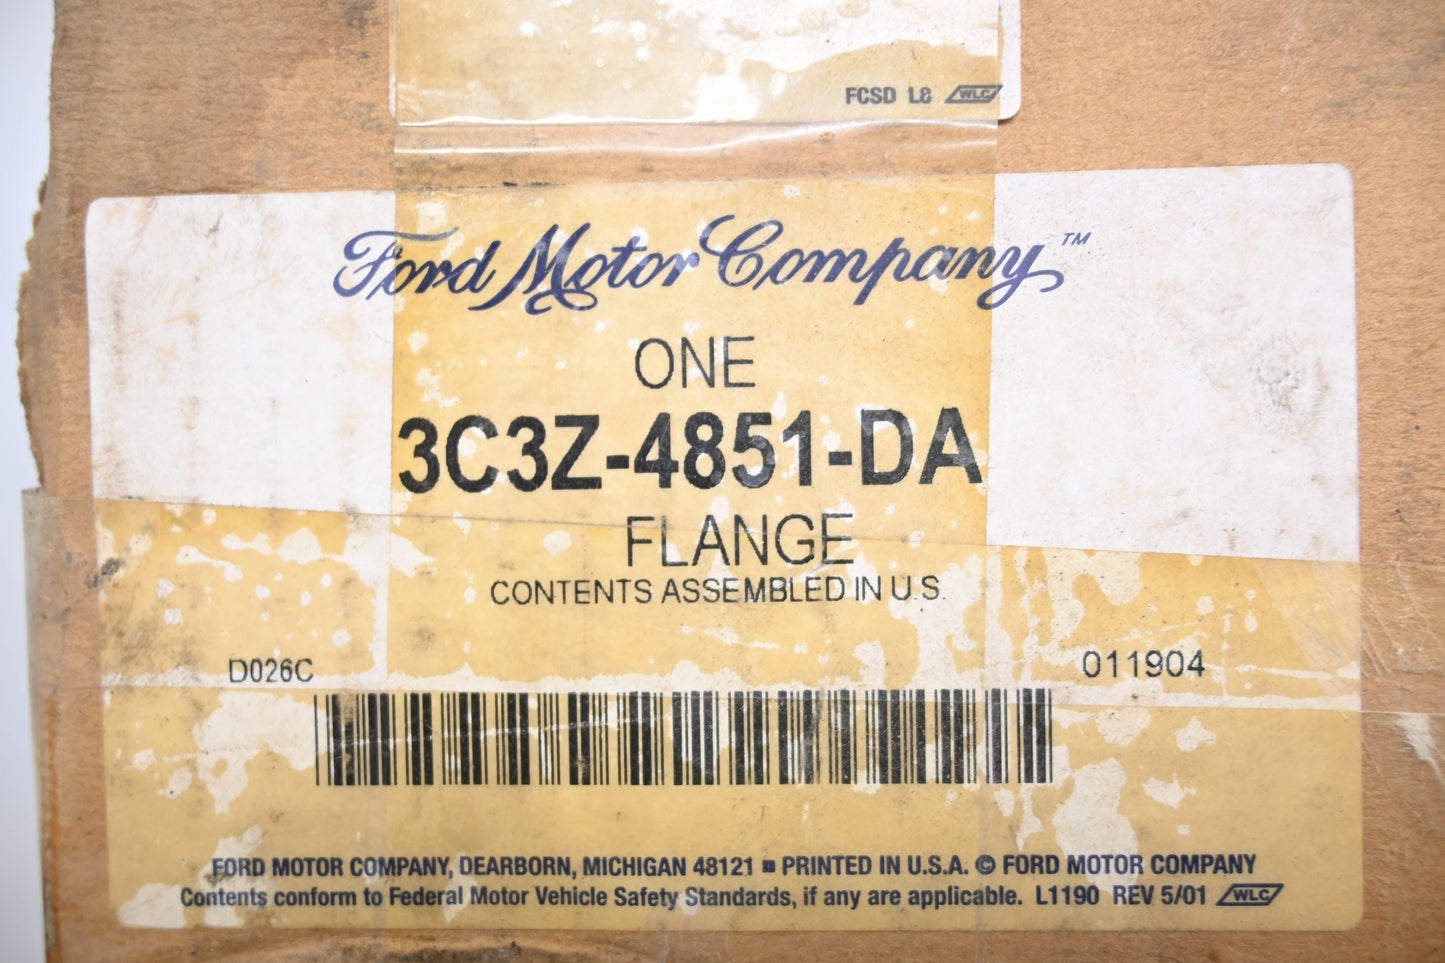 FCSD L8 WLC
Ford Motor Company™
ONE
3C3Z-4851-DA
FLANGE
CONTENTS ASSEMBLED IN U.S.
D026C 011904
FORD MOTOR COMPANY, DEARBORN, MICHIGAN 48121 ■ PRINTED IN U.S.A. © FORD MOTOR COMPANY
Contents conform to Federal Motor Vehicle Safety Standards, if any are applicable. L1190 REV 5/01 WLC